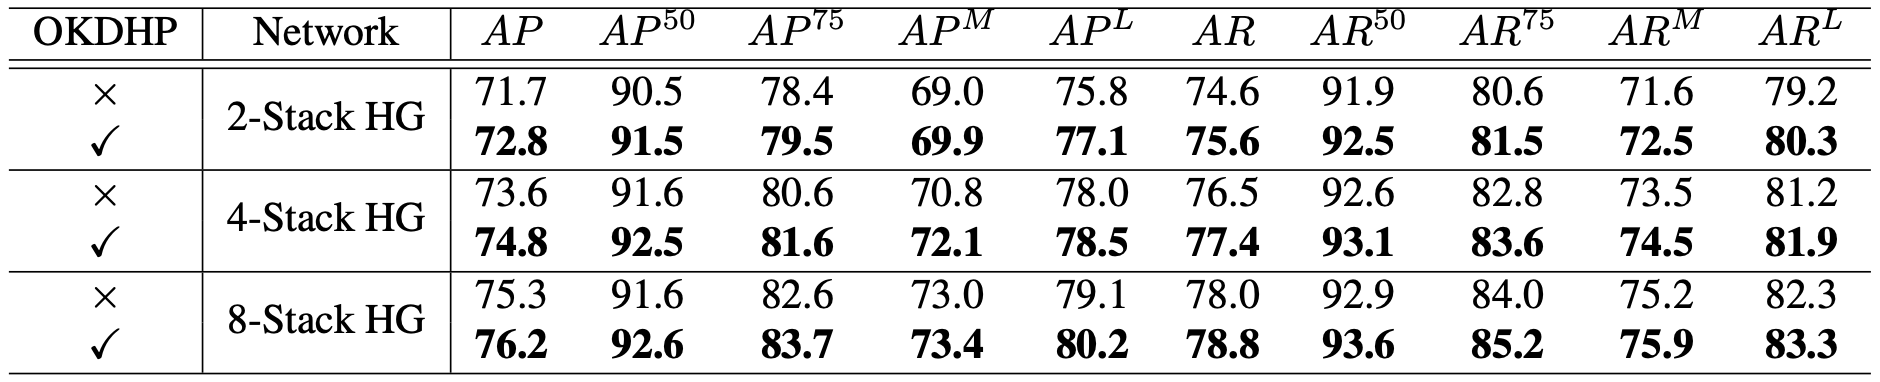 OKDHP Network AP AP^50 AP^75 AP^M AP^L AR AR^50 AR^75 AR^M AR^L
× 71.7 90.5 78.4 69.0 75.8 74.6 91.9 80.6 71.6 79.2
2-Stack HG
✓ 72.8 91.5 79.5 69.9 77.1 75.6 92.5 81.5 72.5 80.3
× 73.6 91.6 80.6 70.8 78.0 76.5 92.6 82.8 73.5 81.2
4-Stack HG
✓ 74.8 92.5 81.6 72.1 78.5 77.4 93.1 83.6 74.5 81.9
× 75.3 91.6 82.6 73.0 79.1 78.0 92.9 84.0 75.2 82.3
8-Stack HG
✓ 76.2 92.6 83.7 73.4 80.2 78.8 93.6 85.2 75.9 83.3